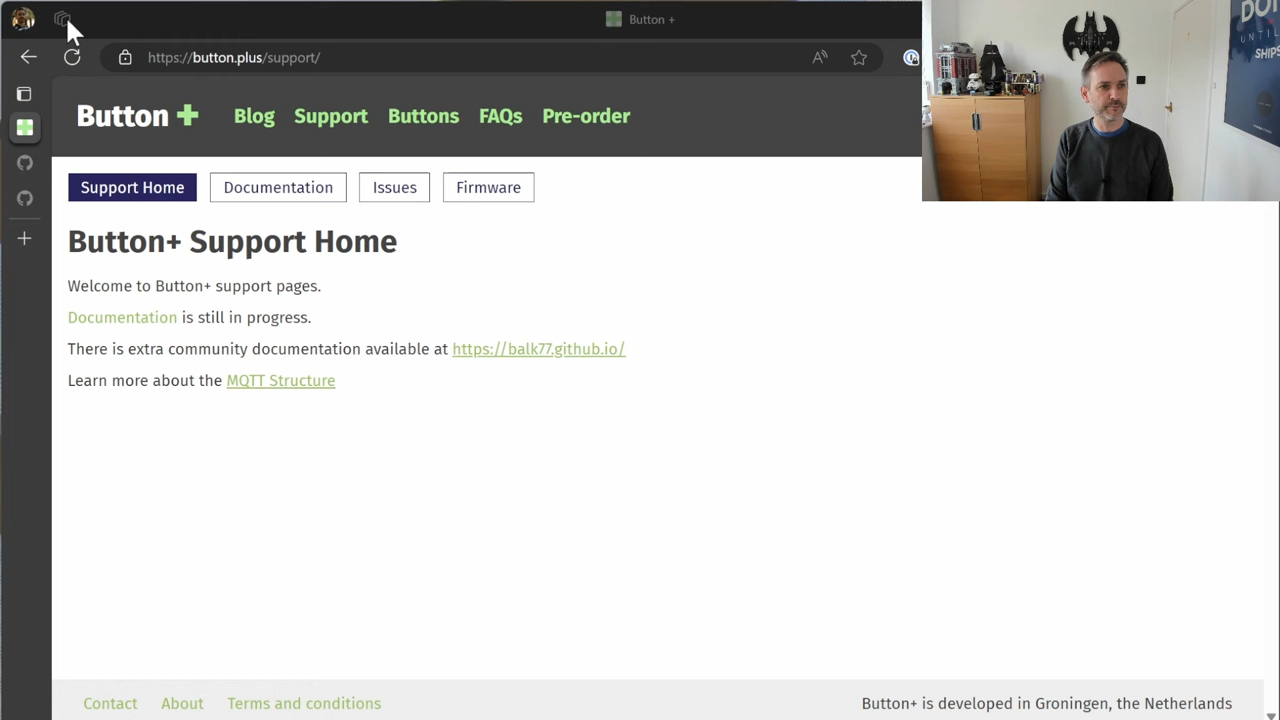 Button +
https://button.plus/support/
Button +
Blog
Support
Buttons
FAQs
Pre-order
Support Home
Documentation
Issues
Firmware
Button+ Support Home
Welcome to Button+ support pages.
Documentation is still in progress.
There is extra community documentation available at https://balk77.github.io/
Learn more about the MQTT Structure
Contact
About
Terms and conditions
Button+ is developed in Groningen, the Netherlands
UNTIL
SHIPS